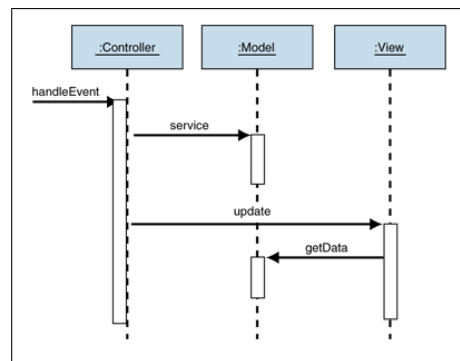 :Controller
:Model
:View
handleEvent
service
update
getData